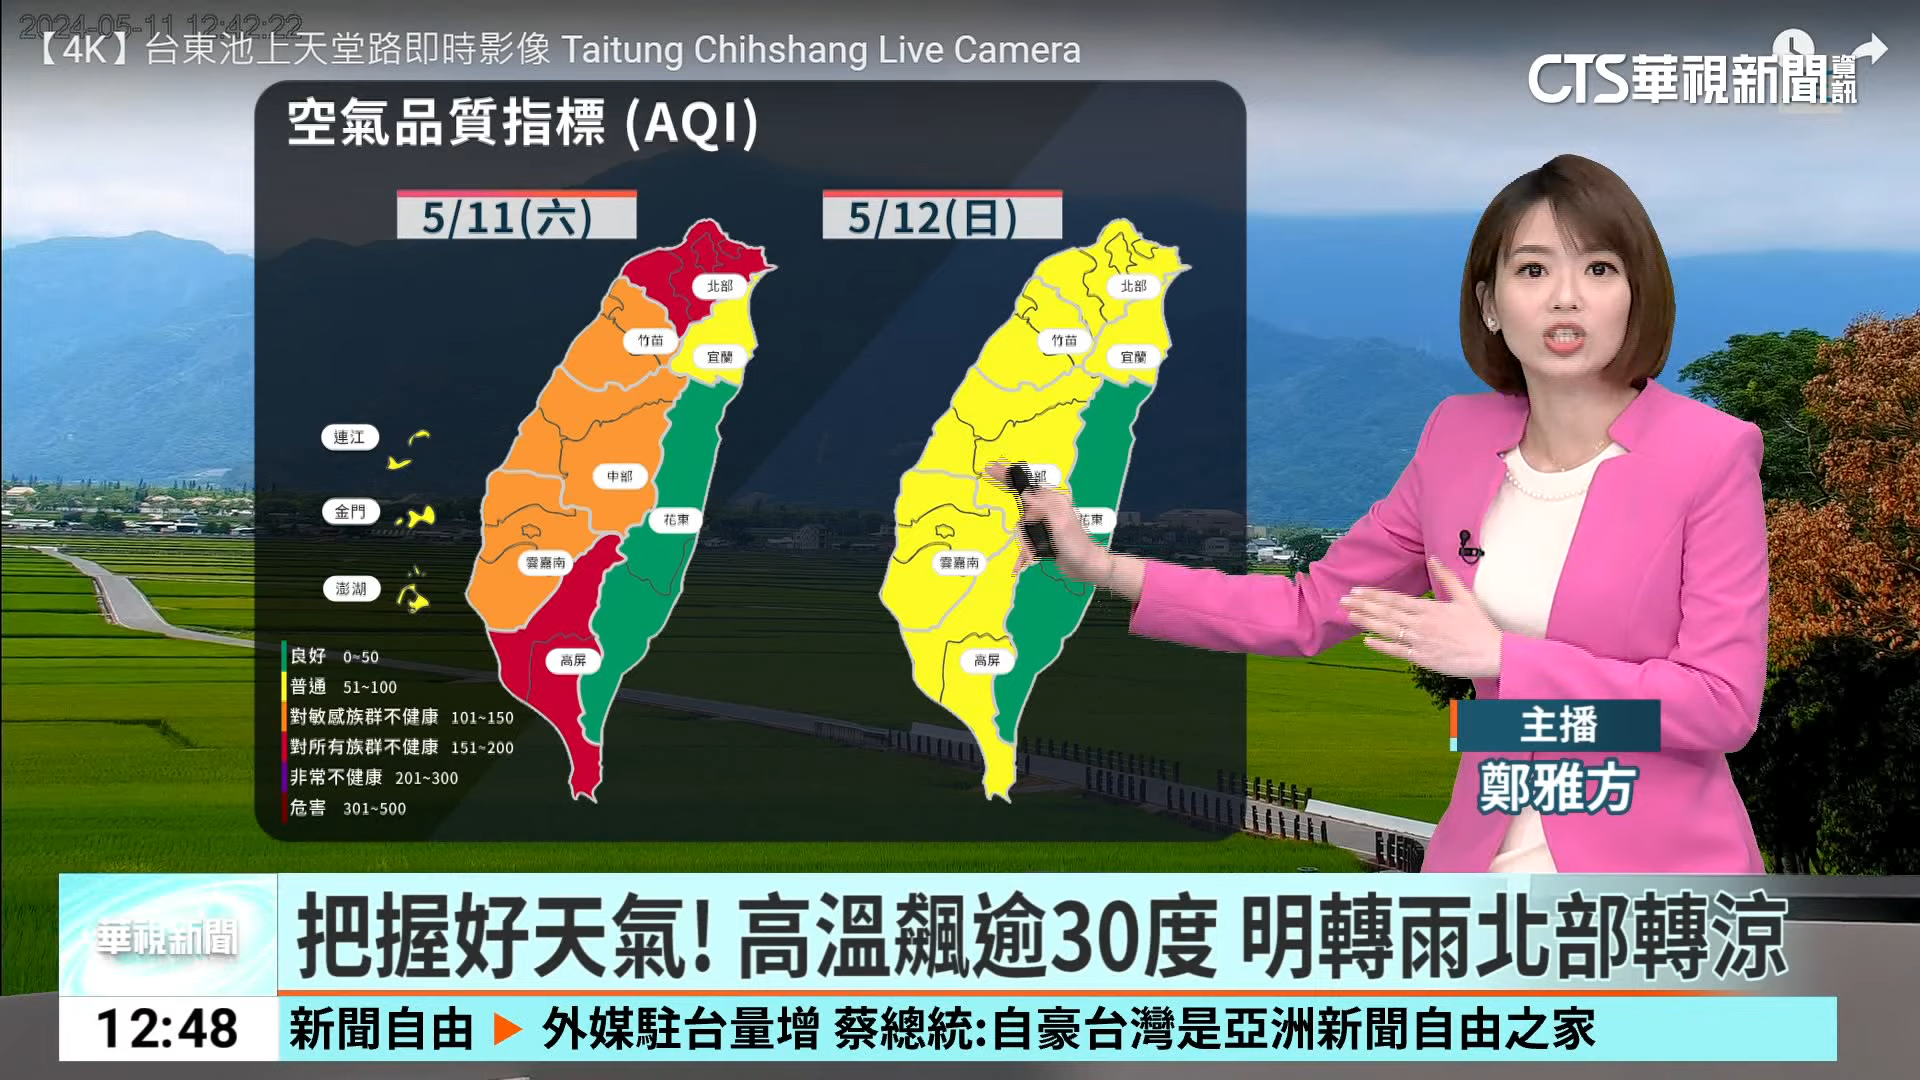 2024-05-11 12:42:22
【4K】台東池上天堂路即時影像 Taitung Chihshang Live Camera
CTS華視新聞資訊
空氣品質指標 (AQI)
5/11(六)
5/12(日)
北部
竹苗
宜蘭
中部
花東
雲嘉南
高屏
連江
金門
澎湖
北部
竹苗
宜蘭
部
花東
雲嘉南
高屏
良好 0~50
普通 51~100
對敏感族群不健康 101~150
對所有族群不健康 151~200
非常不健康 201~300
危害 301~500
主播
鄭雅方
華視新聞
把握好天氣! 高溫飆逾30度 明轉雨北部轉涼
12:48
新聞自由 ▶ 外媒駐台量增 蔡總統:自豪台灣是亞洲新聞自由之家